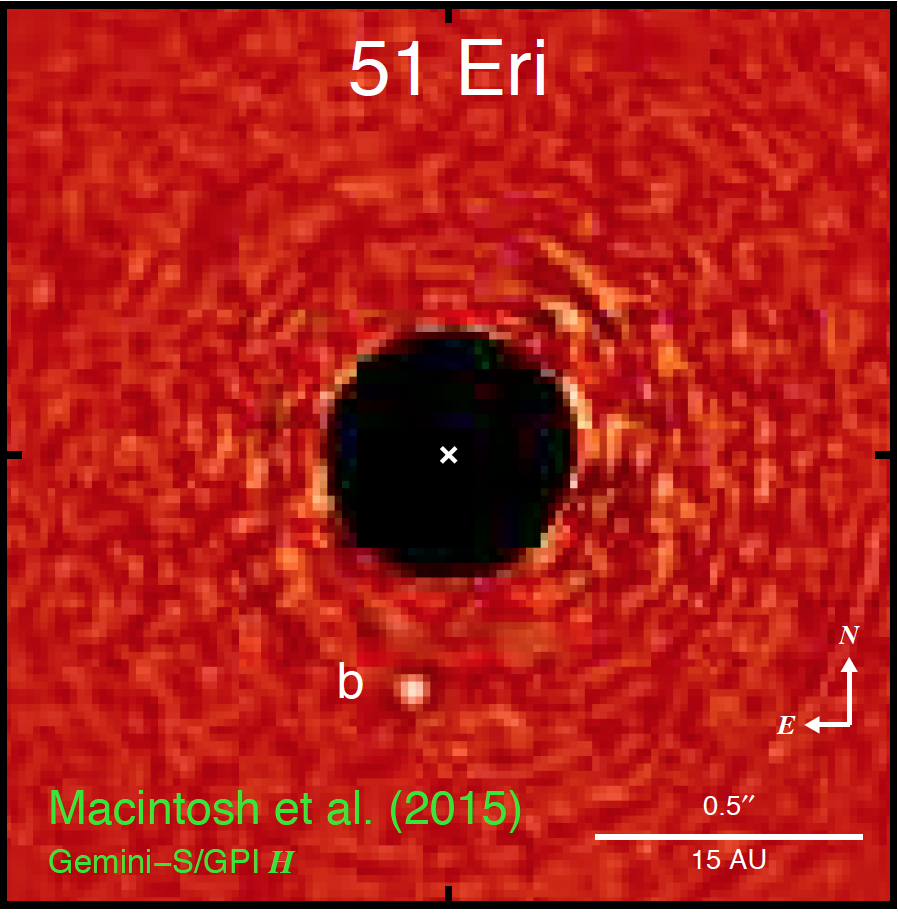 51 Eri
b
N
E
Macintosh et al. (2015)
Gemini−S/GPI H
0.5″
15 AU